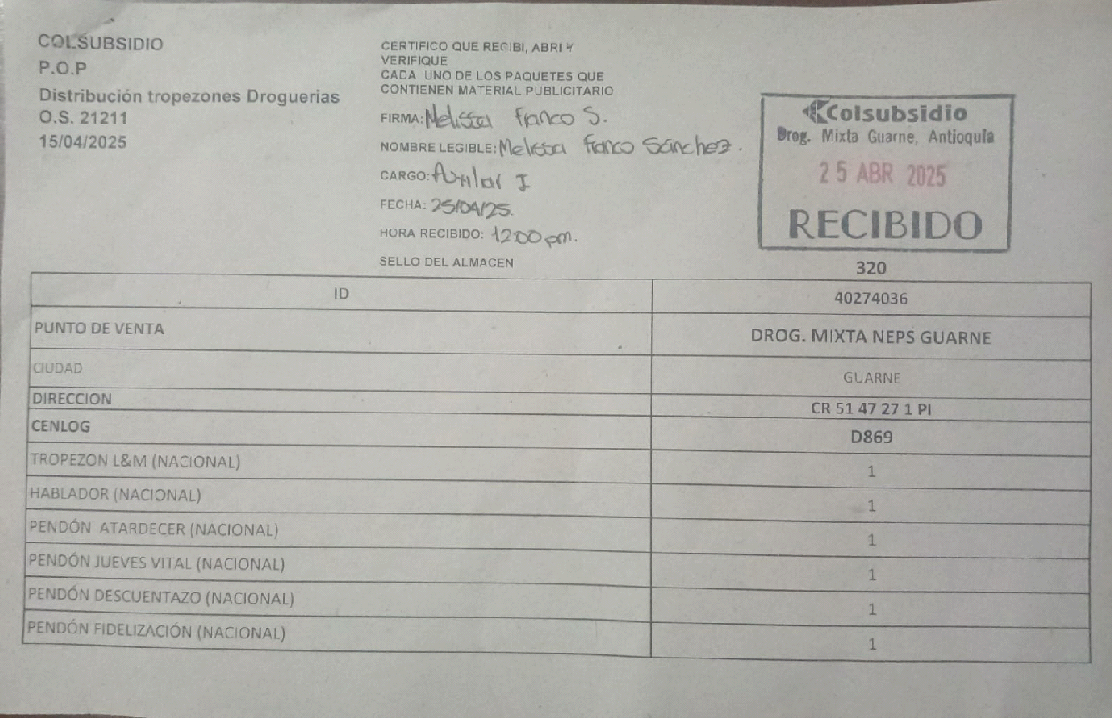 COLSUBSIDIO
P.O.P
Distribución tropezones Droguerias
O.S. 21211
15/04/2025
CERTIFICO QUE RECIBI, ABRI Y
VERIFIQUE
CADA UNO DE LOS PAQUETES QUE
CONTIENEN MATERIAL PUBLICITARIO
FIRMA: Melissa Franco S.
NOMBRE LEGIBLE: Melissa Franco Sánchez.
CARGO: Auxiliar I
FECHA: 25/04/25.
HORA RECIBIDO: 12:00 pm.
SELLO DEL ALMACEN
Colsubsidio
Drog. Mixta Guarne, Antioquia
25 ABR 2025
RECIBIDO
320
ID 40274036
PUNTO DE VENTA DROG. MIXTA NEPS GUARNE
CIUDAD GUARNE
DIRECCION CR 51 47 27 1 PI
CENLOG D869
TROPEZON L&M (NACIONAL) 1
HABLADOR (NACIONAL) 1
PENDÓN ATARDECER (NACIONAL) 1
PENDÓN JUEVES VITAL (NACIONAL) 1
PENDÓN DESCUENTAZO (NACIONAL) 1
PENDÓN FIDELIZACIÓN (NACIONAL) 1